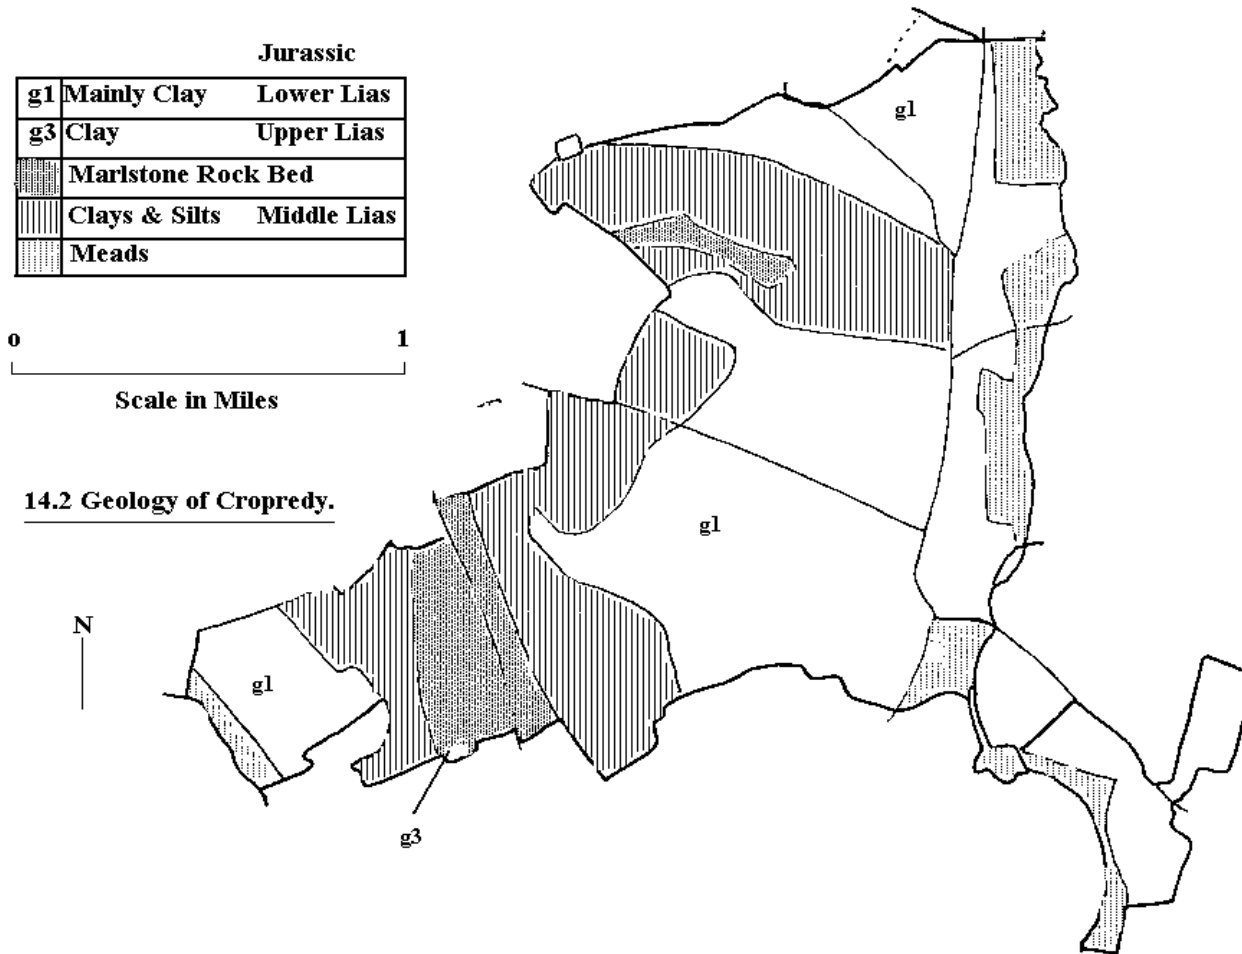 Jurassic
g1 Mainly Clay Lower Lias
g3 Clay Upper Lias
Marlstone Rock Bed
Clays & Silts Middle Lias
Meads
o 1
Scale in Miles
14.2 Geology of Cropredy.
N
g1
g1
g1
g3